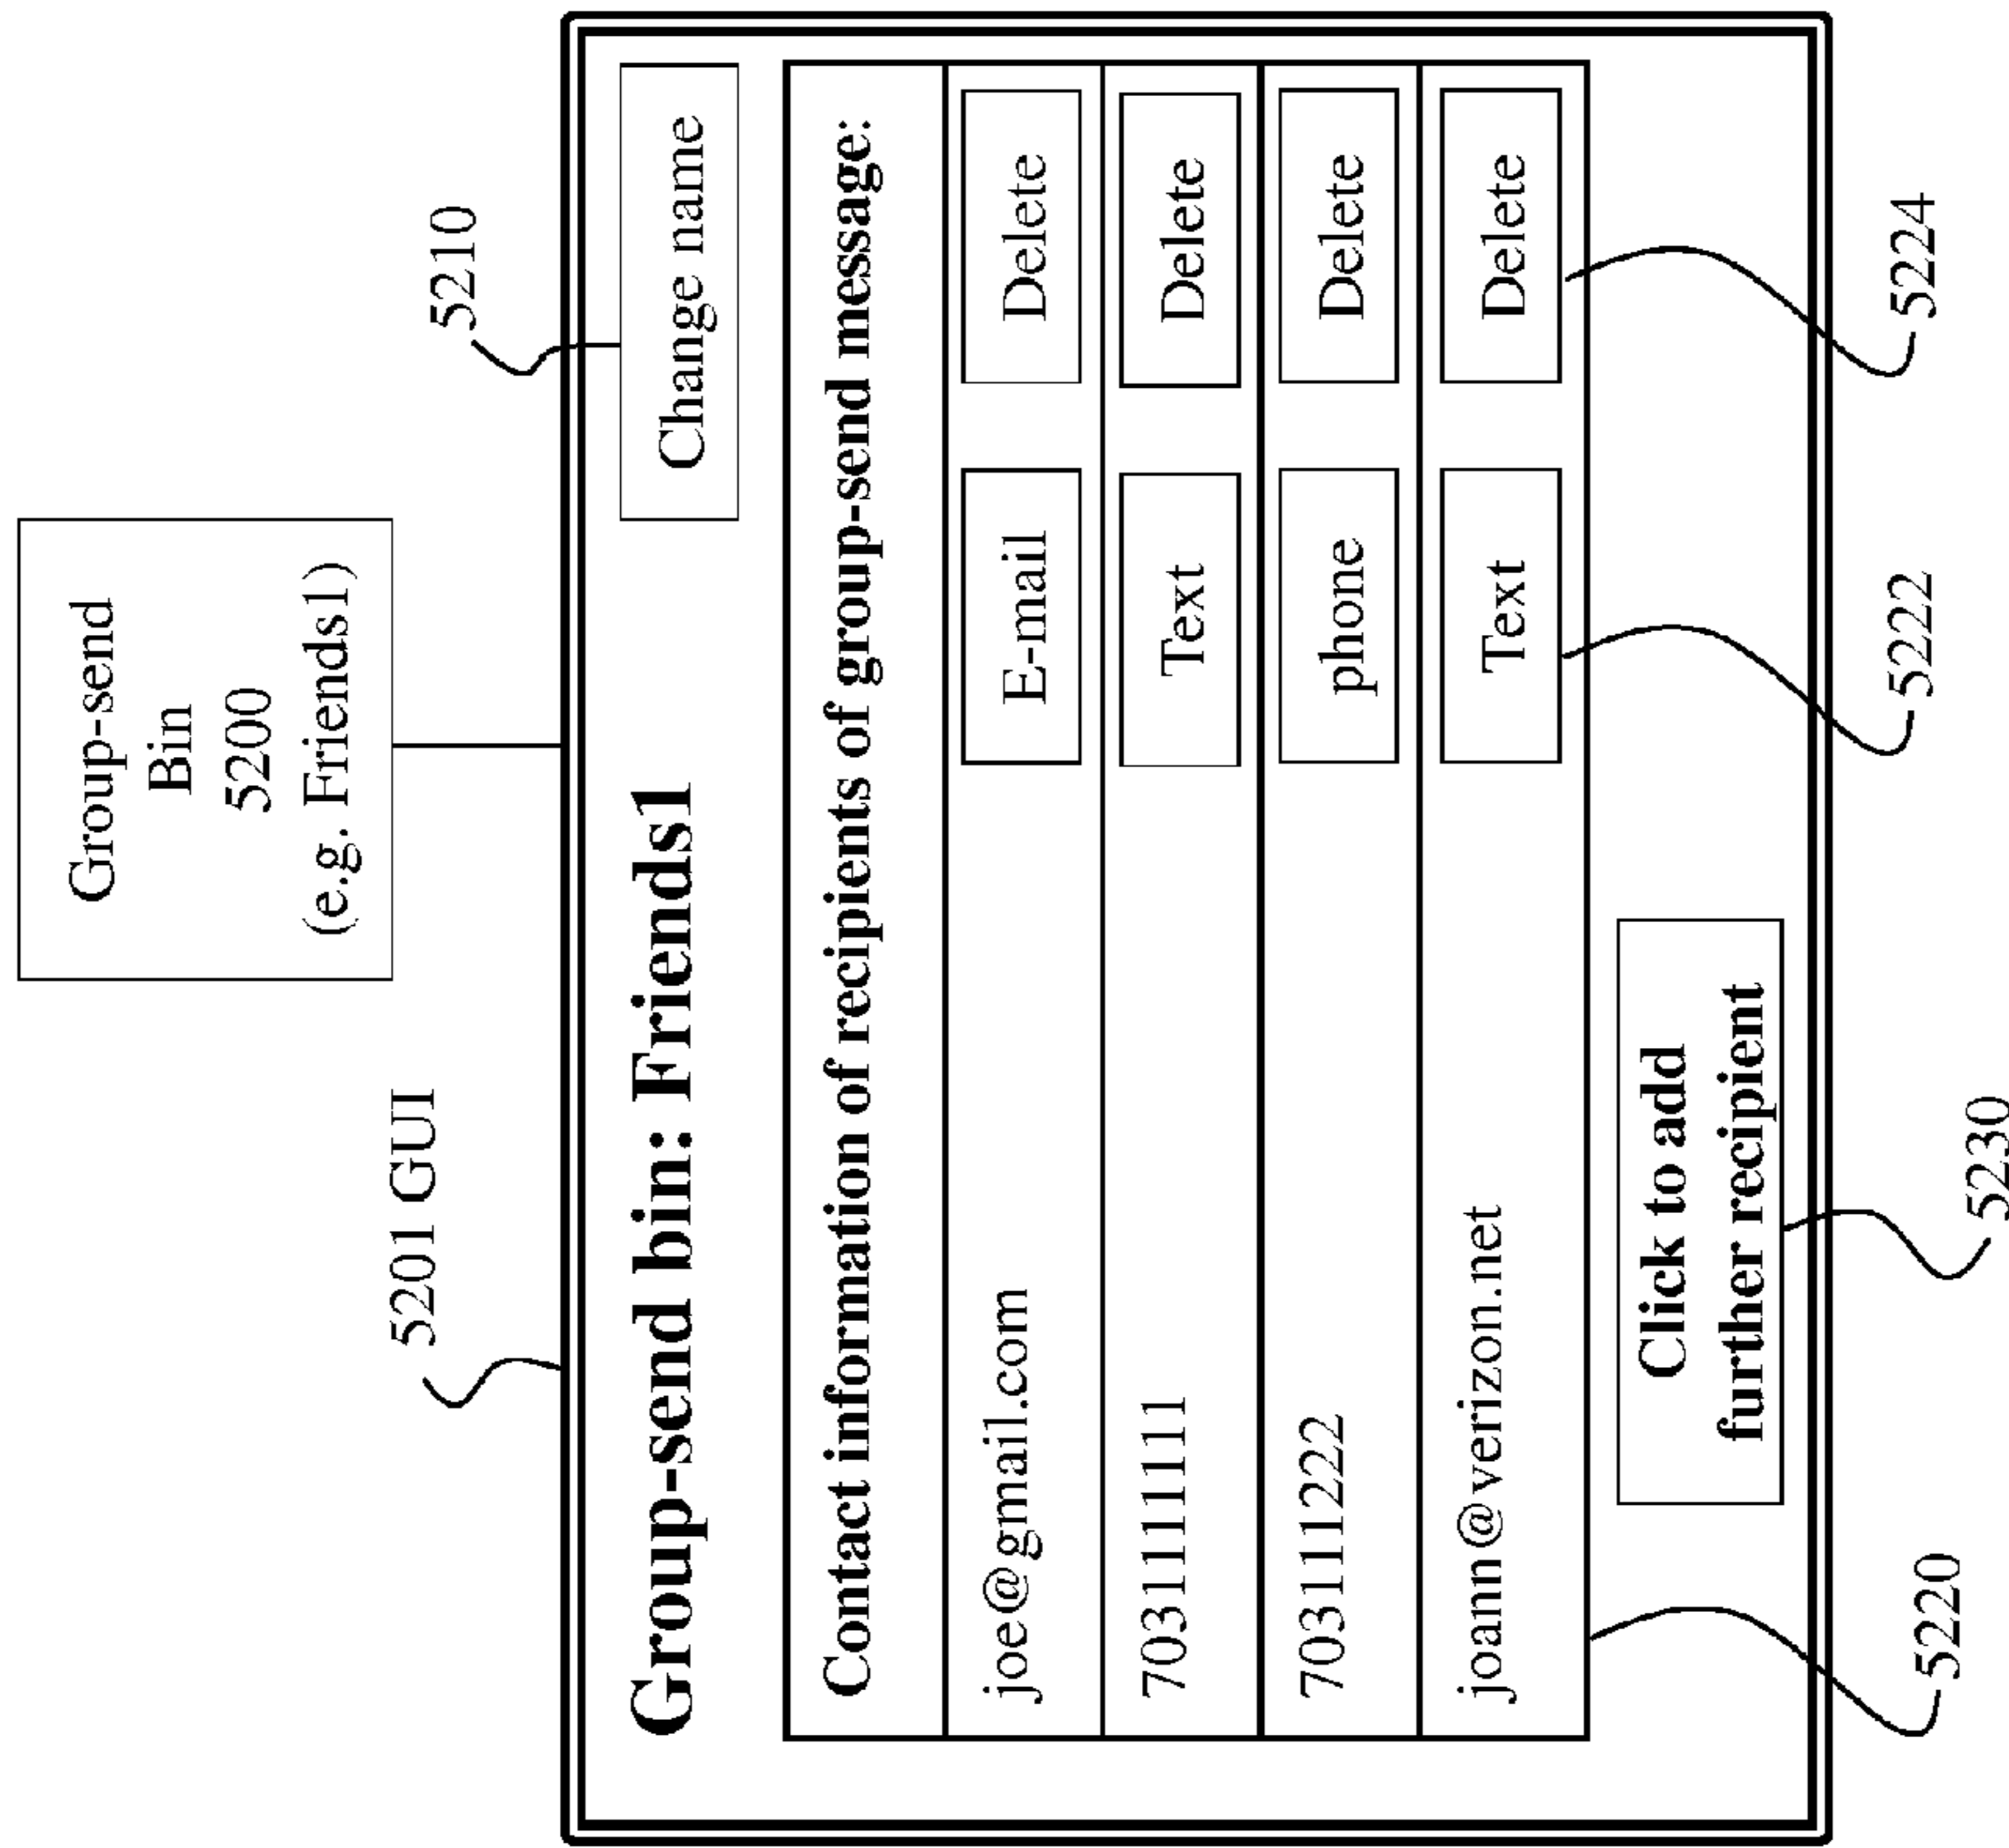 Group-send
Bin
5200
(e.g. Friends1)
5201 GUI
5210
Group-send bin: Friends1
Change name
Contact information of recipients of group-send message:
joe@gmail.com E-mail Delete
7031111111 Text Delete
703111222 phone Delete
joann@verizon.net Text Delete
Click to add
further recipient
5220
5230
5222
5224